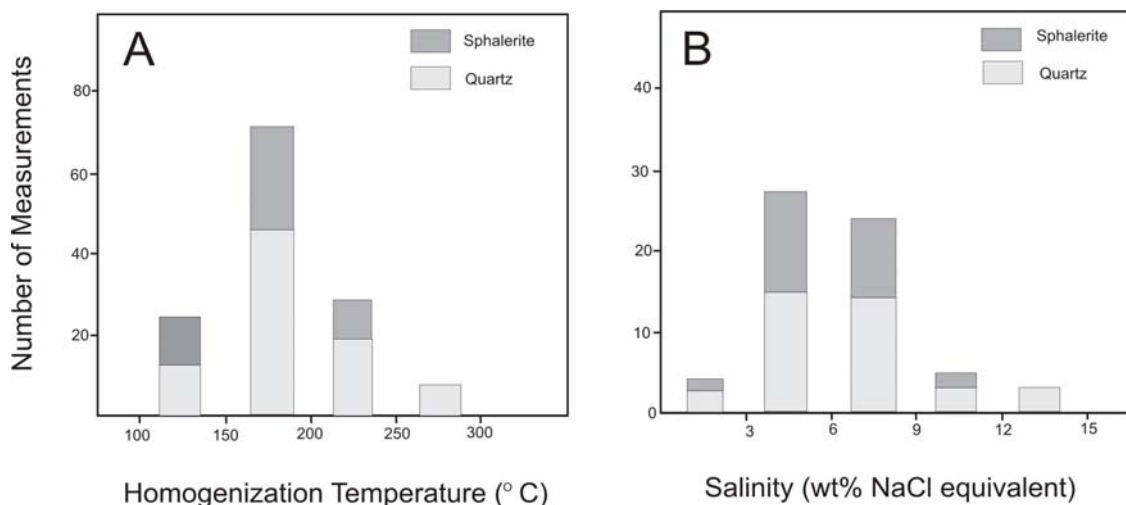 A
Sphalerite
Quartz
Number of Measurements
80
60
40
20
100 150 200 250 300
Homogenization Temperature (° C)
B
Sphalerite
Quartz
40
30
20
10
0
3 6 9 12 15
Salinity (wt% NaCl equivalent)